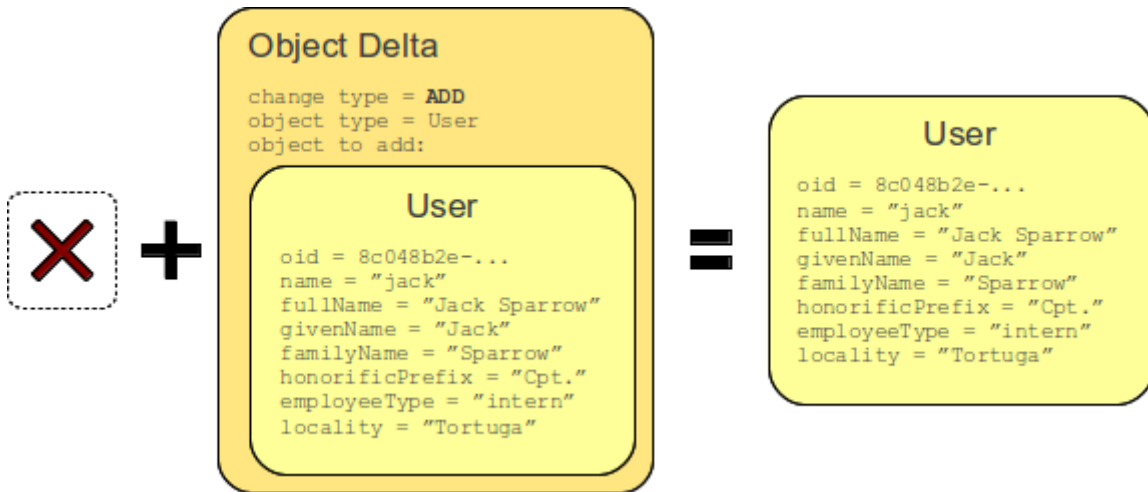 Object Delta
change type = ADD
object type = User
object to add:
User
oid = 8c048b2e-...
name = ”jack”
fullName = ”Jack Sparrow”
givenName = ”Jack”
familyName = ”Sparrow”
honorificPrefix = ”Cpt.”
employeeType = ”intern”
locality = ”Tortuga”
User
oid = 8c048b2e-...
name = ”jack”
fullName = ”Jack Sparrow”
givenName = ”Jack”
familyName = ”Sparrow”
honorificPrefix = ”Cpt.”
employeeType = ”intern”
locality = ”Tortuga”